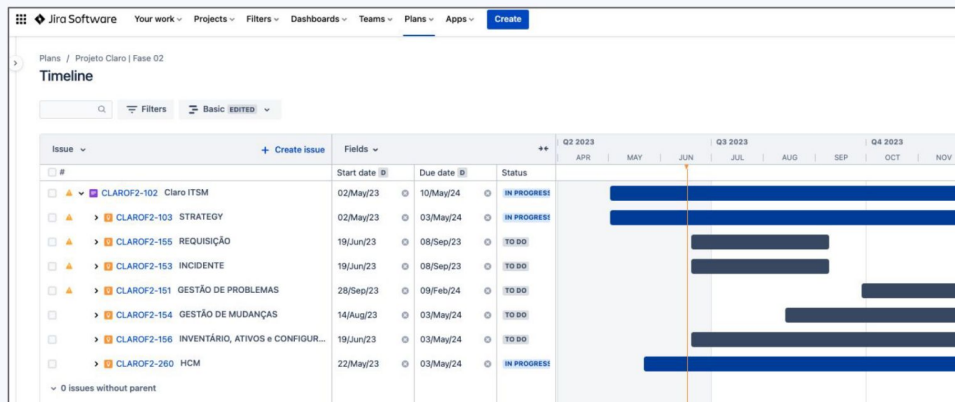 Jira Software Your work Projects Filters Dashboards Teams Plans Apps Create
Plans / Projeto Claro | Fase 02
Timeline
Filters Basic EDITED
Issue + Create issue Fields Q2 2023 Q3 2023 Q4 2023
APR MAY JUN JUL AUG SEP OCT NOV
# Start date D Due date D Status
CLAROF2-102 Claro ITSM 02/May/23 10/May/24 IN PROGRESS
CLAROF2-103 STRATEGY 02/May/23 03/May/24 IN PROGRESS
CLAROF2-155 REQUISIÇÃO 19/Jun/23 08/Sep/23 TO DO
CLAROF2-153 INCIDENTE 19/Jun/23 08/Sep/23 TO DO
CLAROF2-151 GESTÃO DE PROBLEMAS 28/Sep/23 09/Feb/24 TO DO
CLAROF2-154 GESTÃO DE MUDANÇAS 14/Aug/23 03/May/24 TO DO
CLAROF2-156 INVENTÁRIO, ATIVOS e CONFIGUR... 19/Jun/23 03/May/24 TO DO
CLAROF2-260 HCM 22/May/23 03/May/24 IN PROGRESS
0 issues without parent